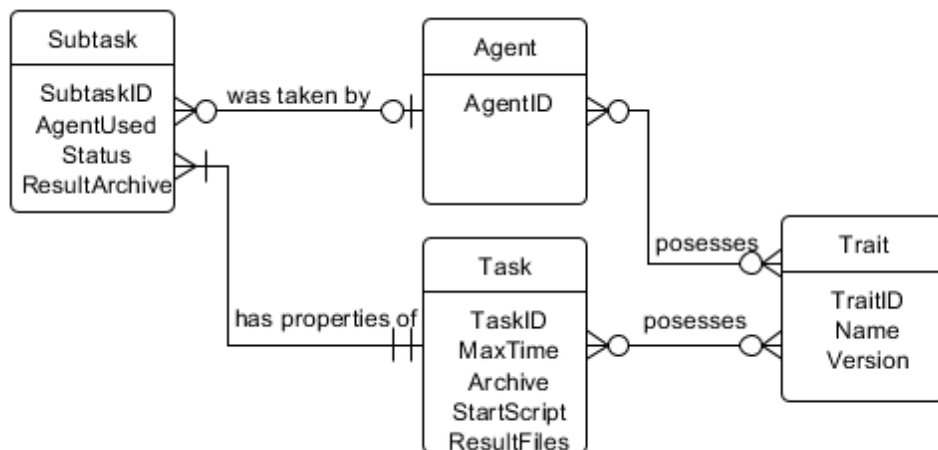 Subtask
SubtaskID
AgentUsed
Status
ResultArchive
was taken by
Agent
AgentID
has properties of
Task
TaskID
MaxTime
Archive
StartScript
ResultFiles
posesses
posesses
Trait
TraitID
Name
Version